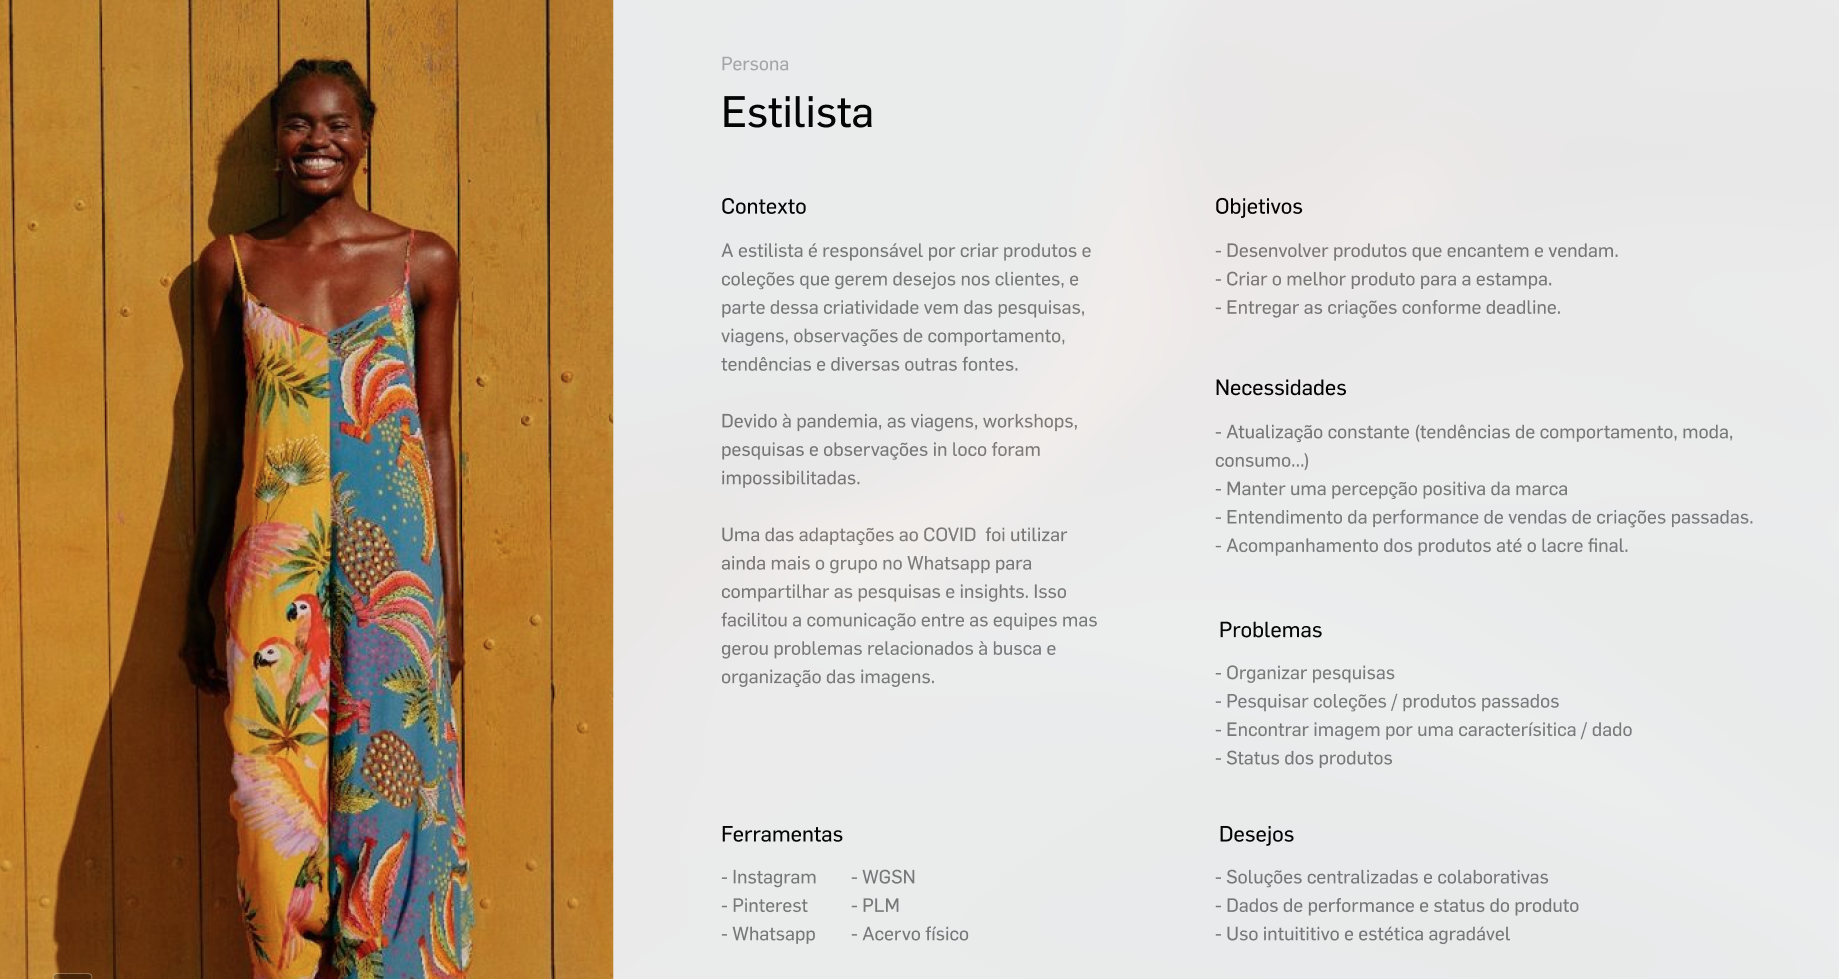 Persona
Estilista
Contexto
A estilista é responsável por criar produtos e
coleções que gerem desejos nos clientes, e
parte dessa criatividade vem das pesquisas,
viagens, observações de comportamento,
tendências e diversas outras fontes.
Devido à pandemia, as viagens, workshops,
pesquisas e observações in loco foram
impossibilitadas.
Uma das adaptações ao COVID  foi utilizar
ainda mais o grupo no Whatsapp para
compartilhar as pesquisas e insights. Isso
facilitou a comunicação entre as equipes mas
gerou problemas relacionados à busca e
organização das imagens.
Ferramentas
- Instagram
- Pinterest
- Whatsapp
- WGSN
- PLM
- Acervo físico
Objetivos
- Desenvolver produtos que encantem e vendam.
- Criar o melhor produto para a estampa.
- Entregar as criações conforme deadline.
Necessidades
- Atualização constante (tendências de comportamento, moda,
consumo...)
- Manter uma percepção positiva da marca
- Entendimento da performance de vendas de criações passadas.
- Acompanhamento dos produtos até o lacre final.
Problemas
- Organizar pesquisas
- Pesquisar coleções / produtos passados
- Encontrar imagem por uma caracterísitica / dado
- Status dos produtos
Desejos
- Soluções centralizadas e colaborativas
- Dados de performance e status do produto
- Uso intuititivo e estética agradável